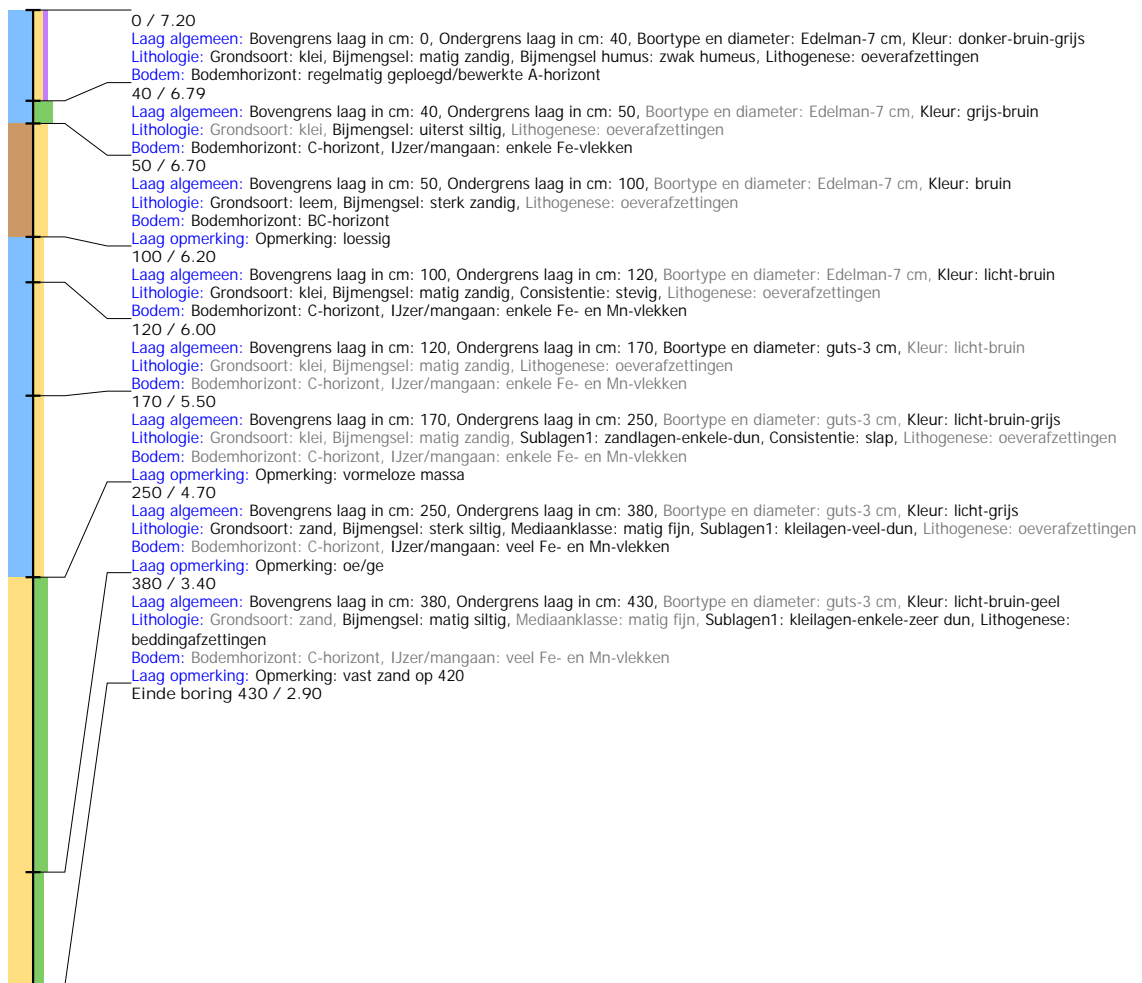 0 / 7.20
Laag algemeen: Bovengrens laag in cm: 0, Ondergrens laag in cm: 40, Boortype en diameter: Edelman-7 cm, Kleur: donker-bruin-grijs
Lithologie: Grondsoort: klei, Bijmengsel: matig zandig, Bijmengsel humus: zwak humeus, Lithogenese: oeverafzettingen
Bodem: Bodemhorizont: regelmatig geploegd/bewerkte A-horizont
40 / 6.79
Laag algemeen: Bovengrens laag in cm: 40, Ondergrens laag in cm: 50, Boortype en diameter: Edelman-7 cm, Kleur: grijs-bruin
Lithologie: Grondsoort: klei, Bijmengsel: uiterst siltig, Lithogenese: oeverafzettingen
Bodem: Bodemhorizont: C-horizont, IJzer/mangaan: enkele Fe-vlekken
50 / 6.70
Laag algemeen: Bovengrens laag in cm: 50, Ondergrens laag in cm: 100, Boortype en diameter: Edelman-7 cm, Kleur: bruin
Lithologie: Grondsoort: leem, Bijmengsel: sterk zandig, Lithogenese: oeverafzettingen
Bodem: Bodemhorizont: BC-horizont
Laag opmerking: Opmerking: loessig
100 / 6.20
Laag algemeen: Bovengrens laag in cm: 100, Ondergrens laag in cm: 120, Boortype en diameter: Edelman-7 cm, Kleur: licht-bruin
Lithologie: Grondsoort: klei, Bijmengsel: matig zandig, Consistentie: stevig, Lithogenese: oeverafzettingen
Bodem: Bodemhorizont: C-horizont, IJzer/mangaan: enkele Fe- en Mn-vlekken
120 / 6.00
Laag algemeen: Bovengrens laag in cm: 120, Ondergrens laag in cm: 170, Boortype en diameter: guts-3 cm, Kleur: licht-bruin
Lithologie: Grondsoort: klei, Bijmengsel: matig zandig, Lithogenese: oeverafzettingen
Bodem: Bodemhorizont: C-horizont, IJzer/mangaan: enkele Fe- en Mn-vlekken
170 / 5.50
Laag algemeen: Bovengrens laag in cm: 170, Ondergrens laag in cm: 250, Boortype en diameter: guts-3 cm, Kleur: licht-bruin-grijs
Lithologie: Grondsoort: klei, Bijmengsel: matig zandig, Sublagen1: zandlagen-enkele-dun, Consistentie: slap, Lithogenese: oeverafzettingen
Bodem: Bodemhorizont: C-horizont, IJzer/mangaan: enkele Fe- en Mn-vlekken
Laag opmerking: Opmerking: vormeloze massa
250 / 4.70
Laag algemeen: Bovengrens laag in cm: 250, Ondergrens laag in cm: 380, Boortype en diameter: guts-3 cm, Kleur: licht-grijs
Lithologie: Grondsoort: zand, Bijmengsel: sterk siltig, Mediaanklasse: matig fijn, Sublagen1: kleilagen-veel-dun, Lithogenese: oeverafzettingen
Bodem: Bodemhorizont: C-horizont, IJzer/mangaan: veel Fe- en Mn-vlekken
Laag opmerking: Opmerking: oe/ge
380 / 3.40
Laag algemeen: Bovengrens laag in cm: 380, Ondergrens laag in cm: 430, Boortype en diameter: guts-3 cm, Kleur: licht-bruin-geel
Lithologie: Grondsoort: zand, Bijmengsel: matig siltig, Mediaanklasse: matig fijn, Sublagen1: kleilagen-enkele-zeer dun, Lithogenese:
beddingafzettingen
Bodem: Bodemhorizont: C-horizont, IJzer/mangaan: veel Fe- en Mn-vlekken
Laag opmerking: Opmerking: vast zand op 420
Einde boring 430 / 2.90